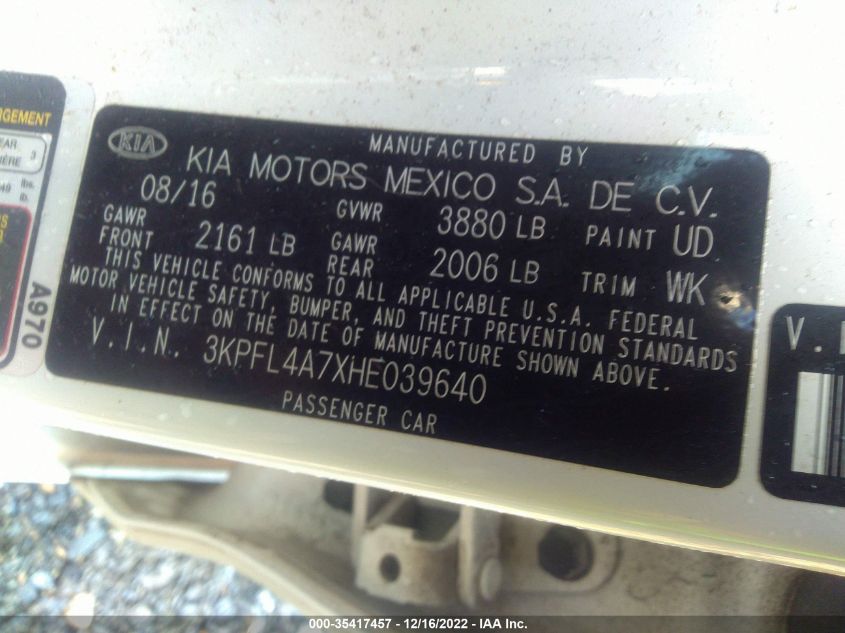 GEMENT
3
A970
KIA
MANUFACTURED BY
KIA MOTORS MEXICO S.A. DE C.V.
08/16 GVWR 3880 LB PAINT UD
GAWR FRONT 2161 LB GAWR REAR 2006 LB TRIM WK
THIS VEHICLE CONFORMS TO ALL APPLICABLE U.S.A. FEDERAL
MOTOR VEHICLE SAFETY, BUMPER, AND THEFT PREVENTION STANDARDS
IN EFFECT ON THE DATE OF MANUFACTURE SHOWN ABOVE.
V.I.N. 3KPFL4A7XHE039640
PASSENGER CAR
V.
000-35417457 - 12/16/2022 - IAA Inc.